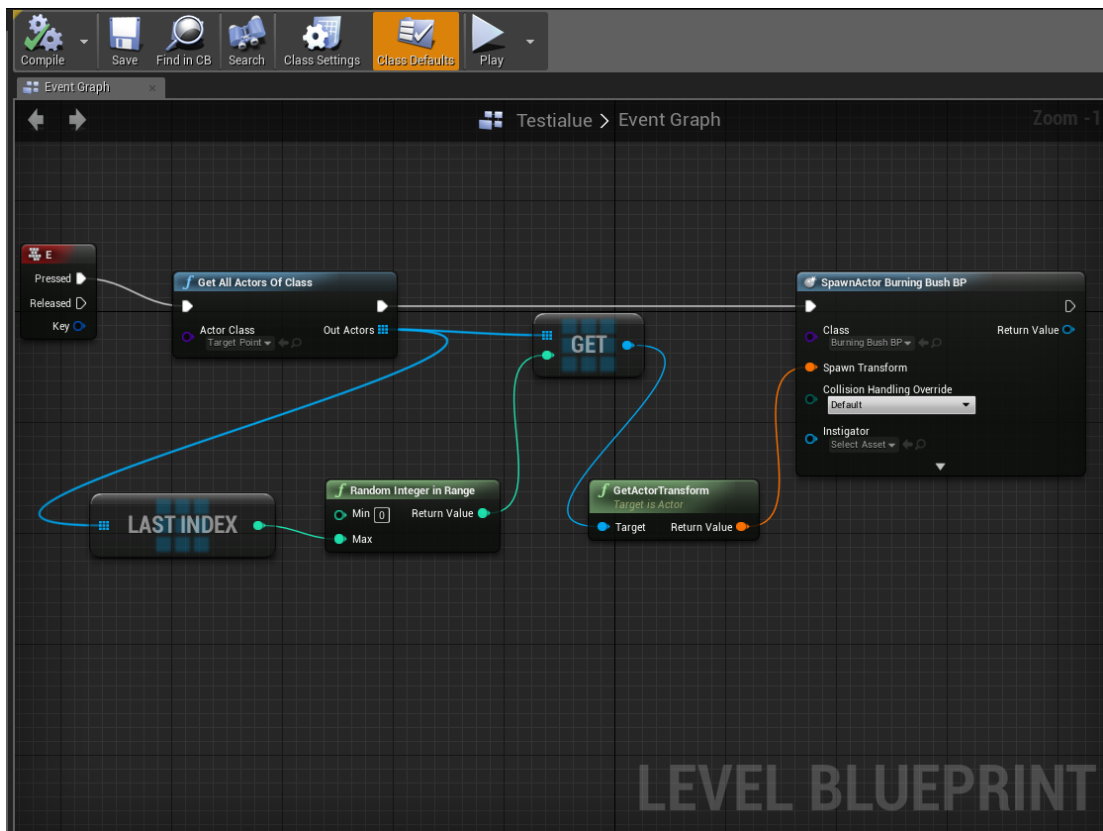 Compile
Save
Find in CB
Search
Class Settings
Class Defaults
Play
Event Graph
Testialue > Event Graph
Zoom -1
E
Pressed
Released
Key
Get All Actors Of Class
Actor Class
Target Point
Out Actors
GET
SpawnActor Burning Bush BP
Class
Burning Bush BP
Return Value
Spawn Transform
Collision Handling Override
Default
Instigator
Select Asset
LAST INDEX
Random Integer in Range
Min 0
Return Value
Max
GetActorTransform
Target is Actor
Target
Return Value
LEVEL BLUEPRINT